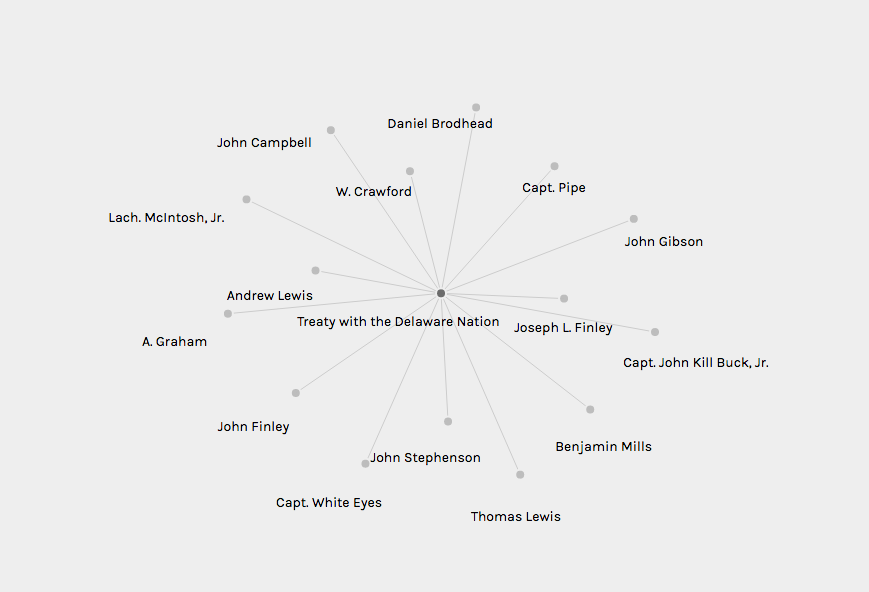 Daniel Brodhead
John Campbell
W. Crawford
Capt. Pipe
Lach. McIntosh, Jr.
John Gibson
Andrew Lewis
Treaty with the Delaware Nation
Joseph L. Finley
A. Graham
Capt. John Kill Buck, Jr.
John Finley
Benjamin Mills
John Stephenson
Capt. White Eyes
Thomas Lewis